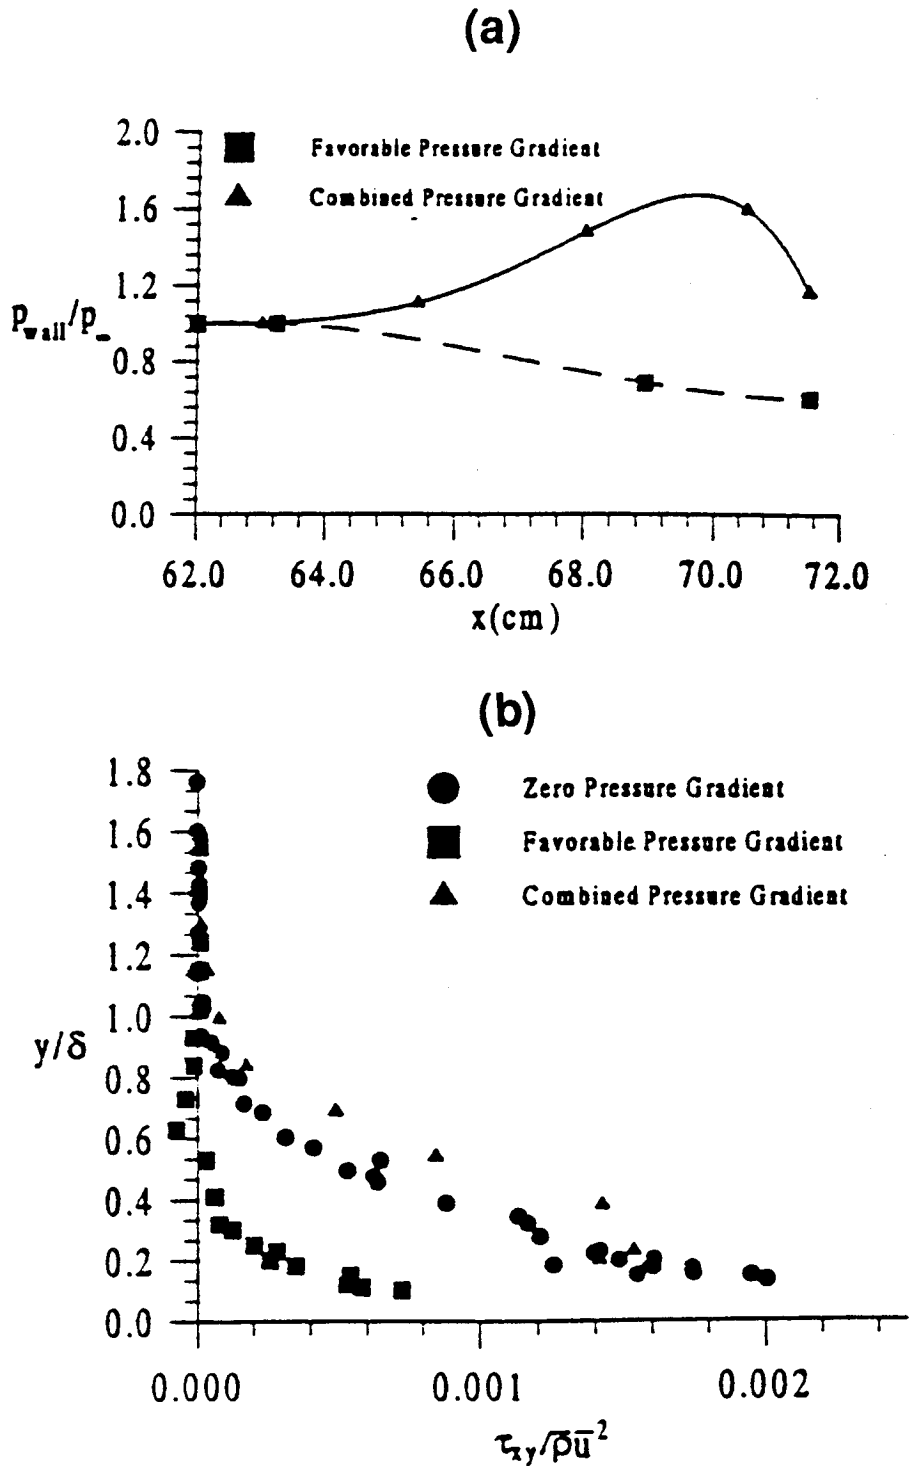 (a)
2.0
1.6
1.2
0.8
0.4
0.0
p_wall/p_∞
Favorable Pressure Gradient
Combined Pressure Gradient
62.0 64.0 66.0 68.0 70.0 72.0
x(cm)
(b)
1.8
1.6
1.4
1.2
1.0
0.8
0.6
0.4
0.2
0.0
y/δ
Zero Pressure Gradient
Favorable Pressure Gradient
Combined Pressure Gradient
0.000 0.001 0.002
τ_xy/ρ̅u̅²